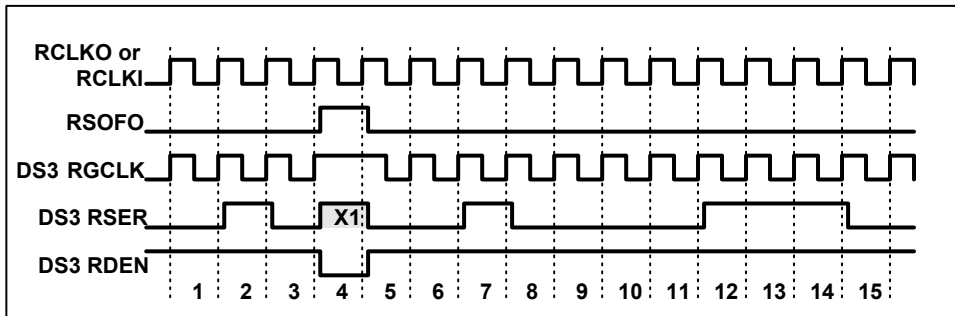 RCLKO or
RCLKI
RSOFO
DS3 RGCLK
DS3 RSER X1
DS3 RDEN
1 2 3 4 5 6 7 8 9 10 11 12 13 14 15